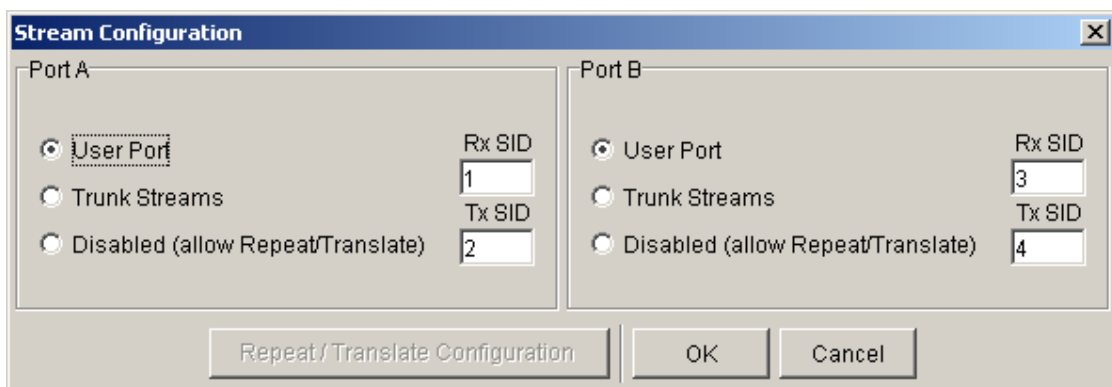 Stream Configuration
Port A
User Port
Rx SID
1
Trunk Streams
Tx SID
Disabled (allow Repeat/Translate)
2
Port B
User Port
Rx SID
3
Trunk Streams
Tx SID
Disabled (allow Repeat/Translate)
4
Repeat / Translate Configuration
OK
Cancel